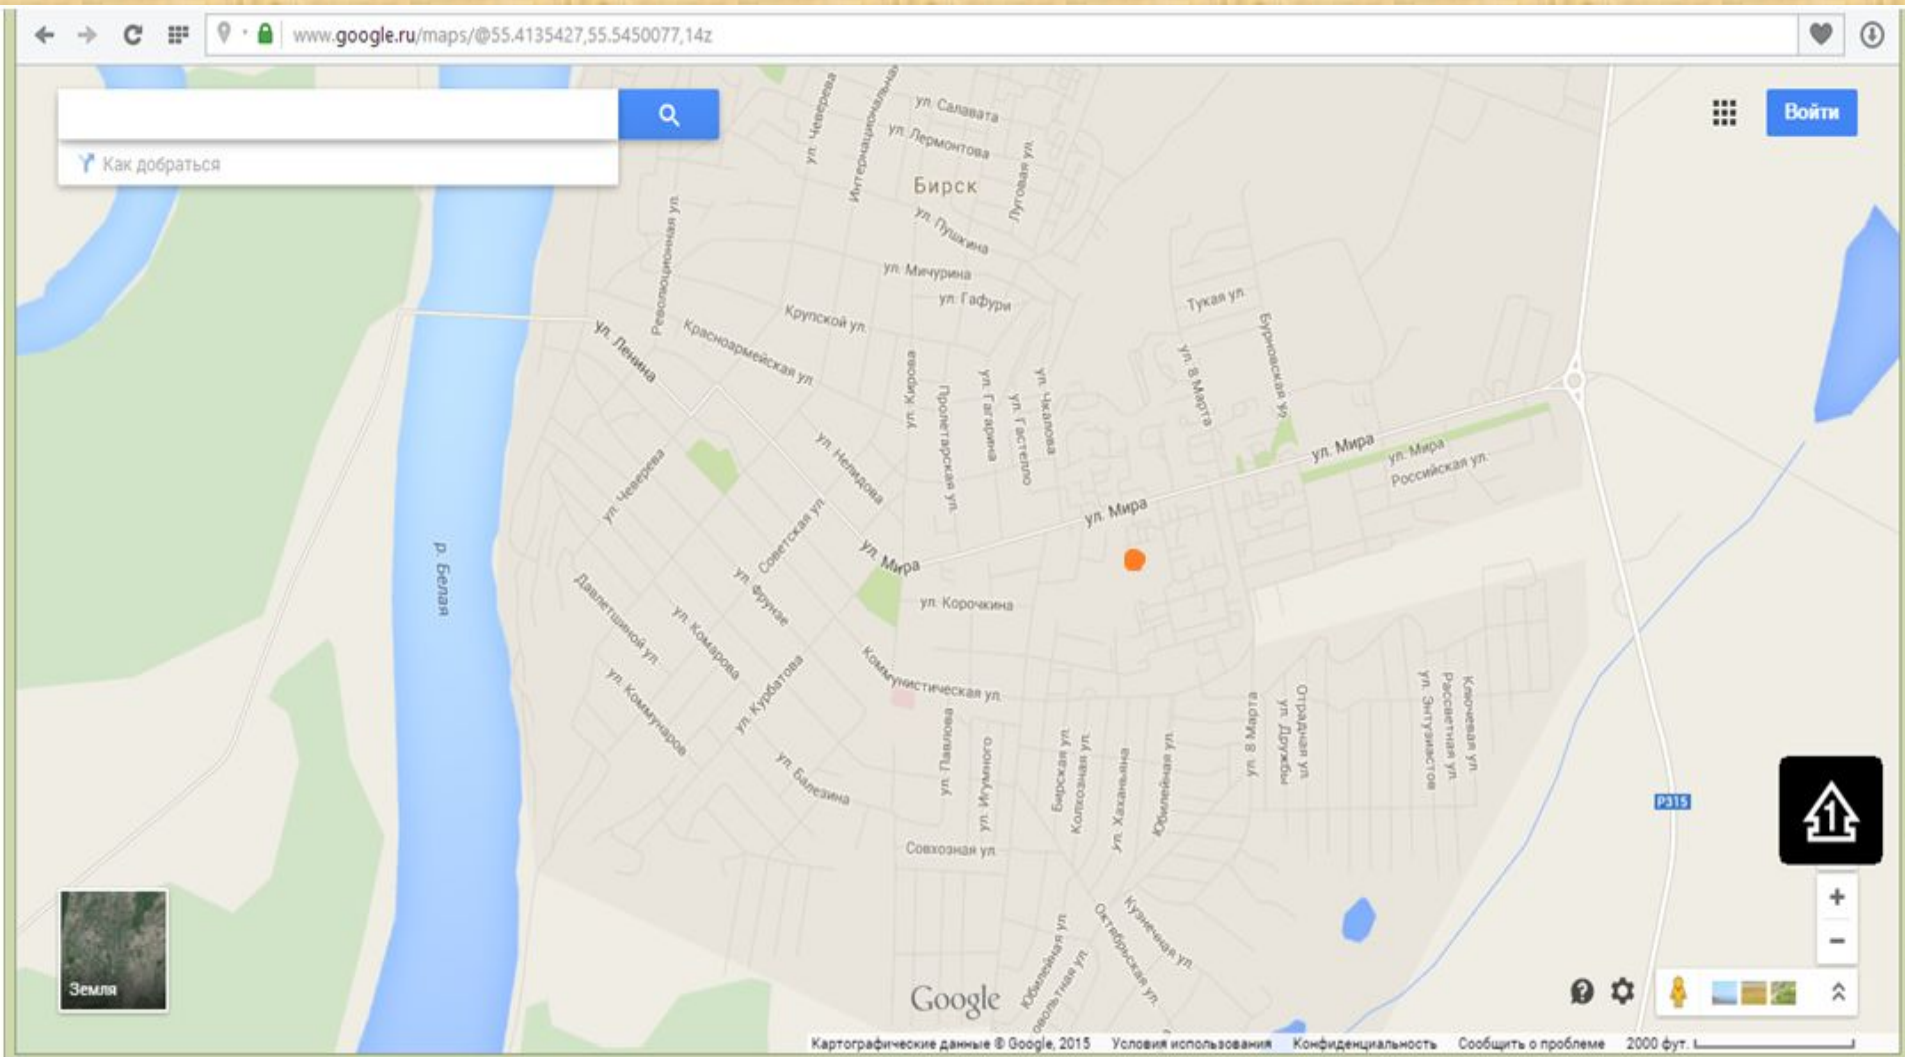 www.google.ru/maps/@55.4135427,55.5450077,14z
Войти
Как добраться
ул. Чеверева
Интернациональная
ул. Салавата
ул. Лермонтова
Луговая ул.
Бирск
ул. Пушкина
Революционная ул.
ул. Мичурина
ул. Гафури
Крупской ул.
Тукая ул.
Бурновская ул.
ул. Ленина
Красноармейская ул.
ул. 8 Марта
ул. Кирова
Пролетарская ул.
ул. Гагарина
ул. Гастелло
ул. Чкалова
ул. Мира
ул. Мира
Российская ул.
ул. Чеверева
ул. Нелидова
Советская ул.
ул. Мира
ул. Мира
р. Белая
ул. Фрунзе
ул. Корочкина
Давлетшиной ул.
ул. Комарова
ул. Курбатова
ул. Коммунаров
Коммунистическая ул.
ул. Балезина
ул. Павлова
ул. Игумного
Бирская ул.
Колхозная ул.
ул. Хаханьяна
Юбилейная ул.
ул. 8 Марта
ул. Дружбы
Отрадная ул.
ул. Энтузиастов
Рассветная ул.
Ключевая ул.
Р315
1
Совхозная ул.
Юбилейная ул.
Октябрьская ул.
Кузнечная ул.
Земля
Google
Картографические данные © Google, 2015 Условия использования Конфиденциальность Сообщить о проблеме 2000 фут.